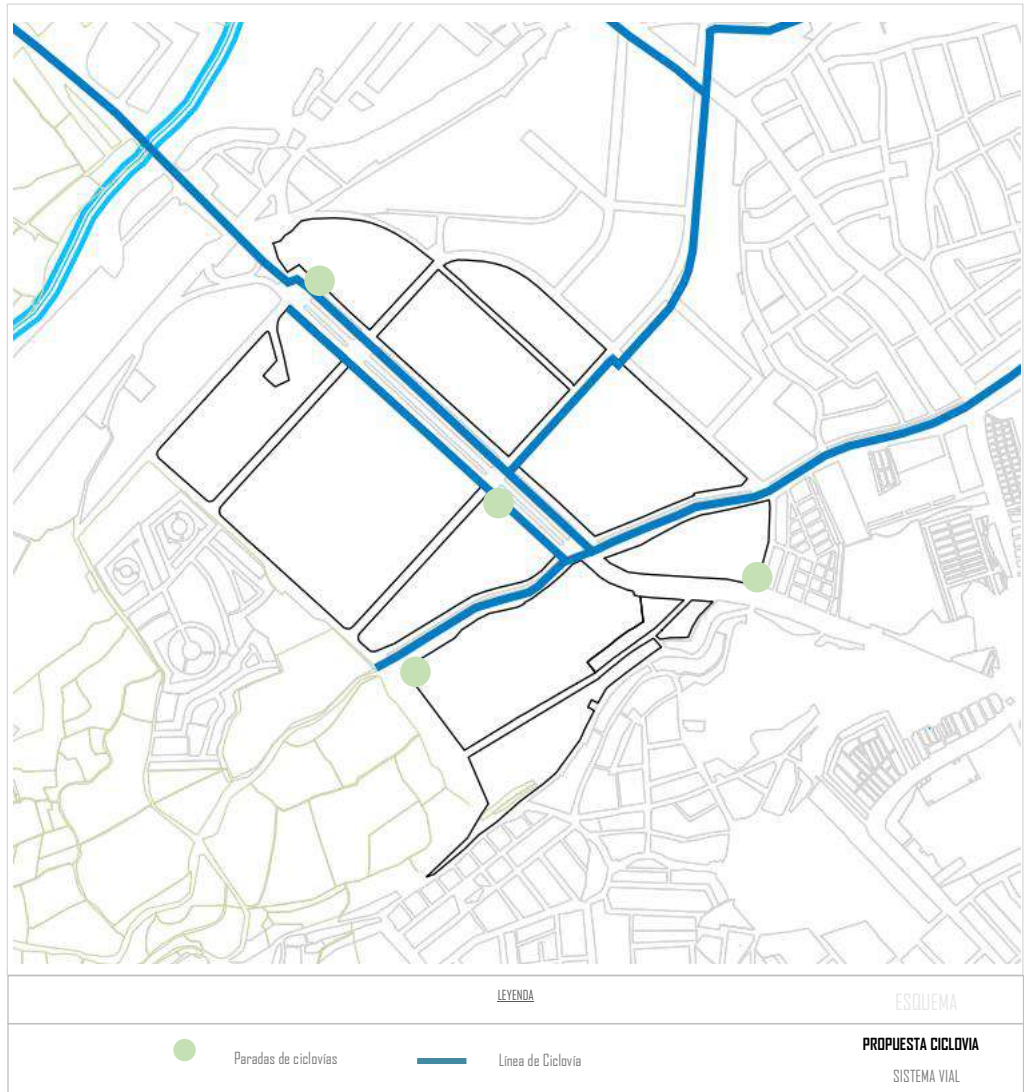 LEYENDA
ESQUEMA
Paradas de ciclovías
Línea de Ciclovía
PROPUESTA CICLOVIA
SISTEMA VIAL